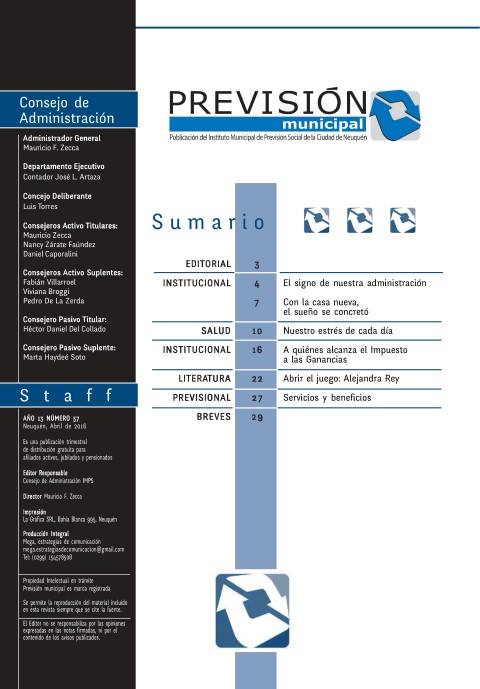 Consejo de
Administración
Administrador General
Mauricio F. Zecca
Departamento Ejecutivo
Contador José L. Artaza
Concejo Deliberante
Luis Torres
Consejeros Activos Titulares:
Mauricio Zecca
Nancy Zárate Faúndez
Daniel Caporalini
Consejeros Activos Suplentes:
Fabián Villarroel
Viviana Broggi
Pedro De La Zerda
Consejero Pasivo Titular:
Héctor Daniel Del Collado
Consejero Pasivo Suplente:
Marta Haydeé Soto
Staff
AÑO 13 NÚMERO 57
Neuquén, Abril de 2016
Es una publicación trimestral
de distribución gratuita para
afiliados activos, jubilados y pensionados
Editor Responsable
Consejo de Administración IMPS
Director Mauricio F. Zecca
Impresión
La Gráfica SRL, Bahía Blanca 995, Neuquén
Producción Integral
Mega, estrategias de comunicación
mega.estrategiasdecomunicacion@gmail.com
Tel: (0299) 154578508
Propiedad Intelectual en trámite
Previsión municipal es marca registrada
Se permite la reproducción del material incluido
en esta revista siempre que se cite la fuente.
El Editor no se responsabiliza por las opiniones
expresadas en las notas firmadas, ni por el
contenido de los avisos publicados.
PREVISIÓN
municipal
Publicación del Instituto Municipal de Previsión Social de la Ciudad de Neuquén
Sumario
EDITORIAL 3
INSTITUCIONAL 4 El signo de nuestra administración
7 Con la casa nueva,
el sueño se concretó
SALUD 10 Nuestro estrés de cada día
INSTITUCIONAL 16 A quiénes alcanza el Impuesto
a las Ganancias
LITERATURA 22 Abrir el juego: Alejandra Rey
PREVISIONAL 27 Servicios y beneficios
BREVES 29